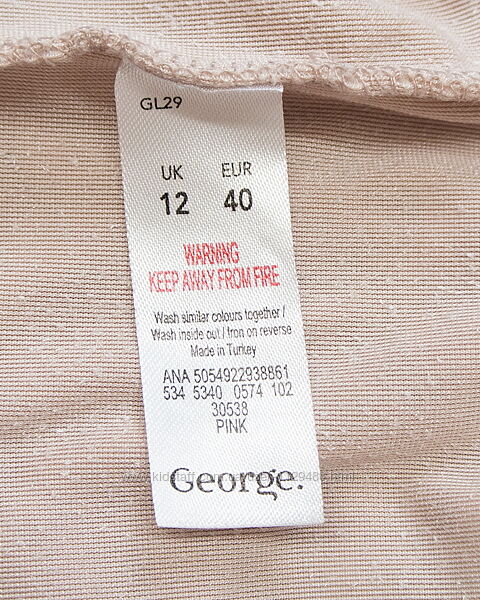 GL29
UK EUR
12 40
WARNING
KEEP AWAY FROM FIRE
Wash similar colours together /
Wash inside out / Iron on reverse
Made in Turkey
ANA 5054922938861
534 5340 0574 102
30538
PINK
George.